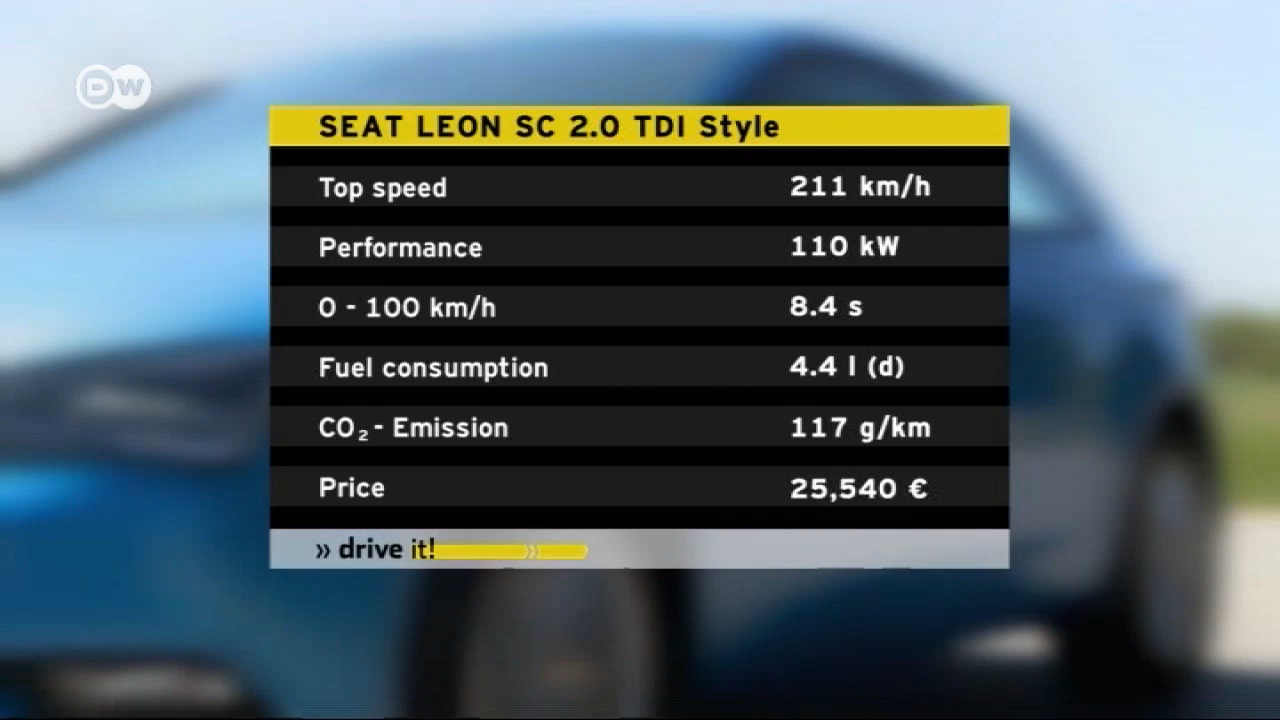 DW
SEAT LEON SC 2.0 TDI Style
Top speed 211 km/h
Performance 110 kW
0 - 100 km/h 8.4 s
Fuel consumption 4.4 l (d)
CO₂ - Emission 117 g/km
Price 25,540 €
» drive it!